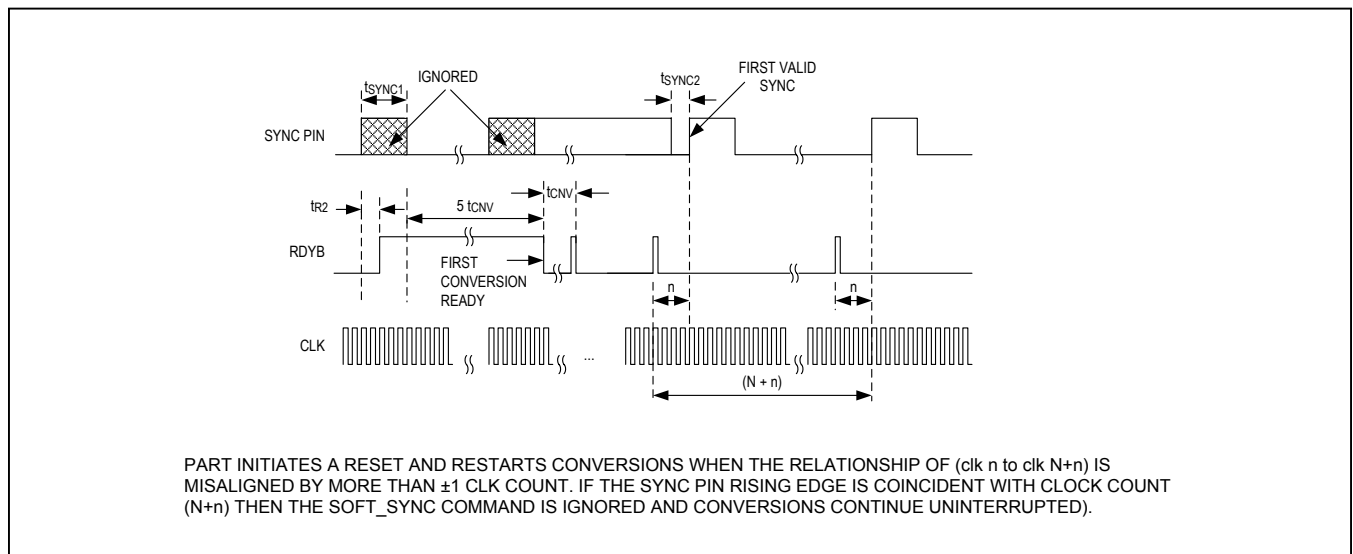 tSYNC1
IGNORED
tSYNC2
FIRST VALID
SYNC
SYNC PIN
tCNV
tR2
5 tCNV
RDYB
FIRST
CONVERSION
READY
n
n
CLK
...
(N + n)
PART INITIATES A RESET AND RESTARTS CONVERSIONS WHEN THE RELATIONSHIP OF (clk n to clk N+n) IS
MISALIGNED BY MORE THAN ±1 CLK COUNT. IF THE SYNC PIN RISING EDGE IS COINCIDENT WITH CLOCK COUNT
(N+n) THEN THE SOFT_SYNC COMMAND IS IGNORED AND CONVERSIONS CONTINUE UNINTERRUPTED).